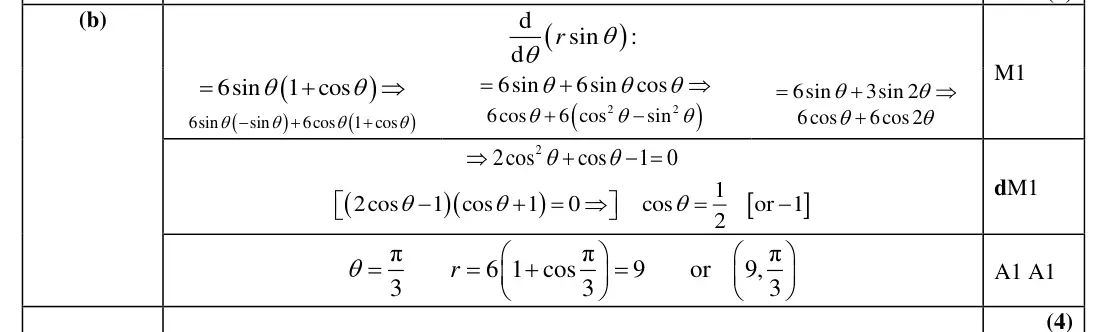 (b)
d/dθ (r sin θ) :
= 6 sin θ (1 + cos θ) ⇒
6 sin θ (− sin θ) + 6 cos θ (1 + cos θ)
= 6 sin θ + 6 sin θ cos θ ⇒
6 cos θ + 6 (cos² θ − sin² θ)
= 6 sin θ + 3 sin 2θ ⇒
6 cos θ + 6 cos 2θ
M1
⇒ 2 cos² θ + cos θ − 1 = 0
[(2 cos θ − 1)(cos θ + 1) = 0 ⇒] cos θ = 1/2 [or − 1]
dM1
θ = π/3 r = 6 (1 + cos π/3) = 9 or (9, π/3)
A1 A1
(4)